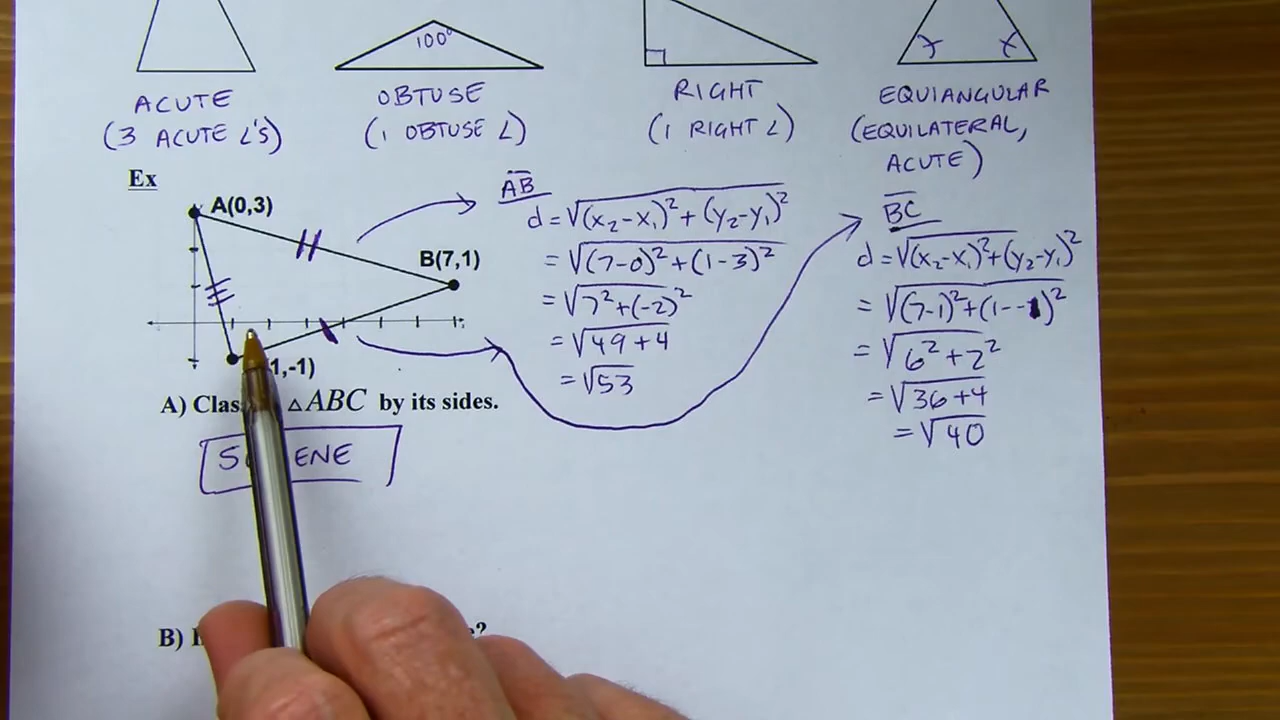 100°
ACUTE
(3 ACUTE ∠'S)
OBTUSE
(1 OBTUSE ∠)
RIGHT
(1 RIGHT ∠)
EQUIANGULAR
(EQUILATERAL,
ACUTE)
Ex
A(0,3)
B(7,1)
1,-1)
A) Clas △ABC by its sides.
S ENE
AB
d = √(x₂-x₁)² + (y₂-y₁)²
= √(7-0)² + (1-3)²
= √7² + (-2)²
= √49+4
= √53
BC
d = √(x₂-x₁)² + (y₂-y₁)²
= √(7-1)² + (1--1)²
= √6² + 2²
= √36+4
= √40
B) ?